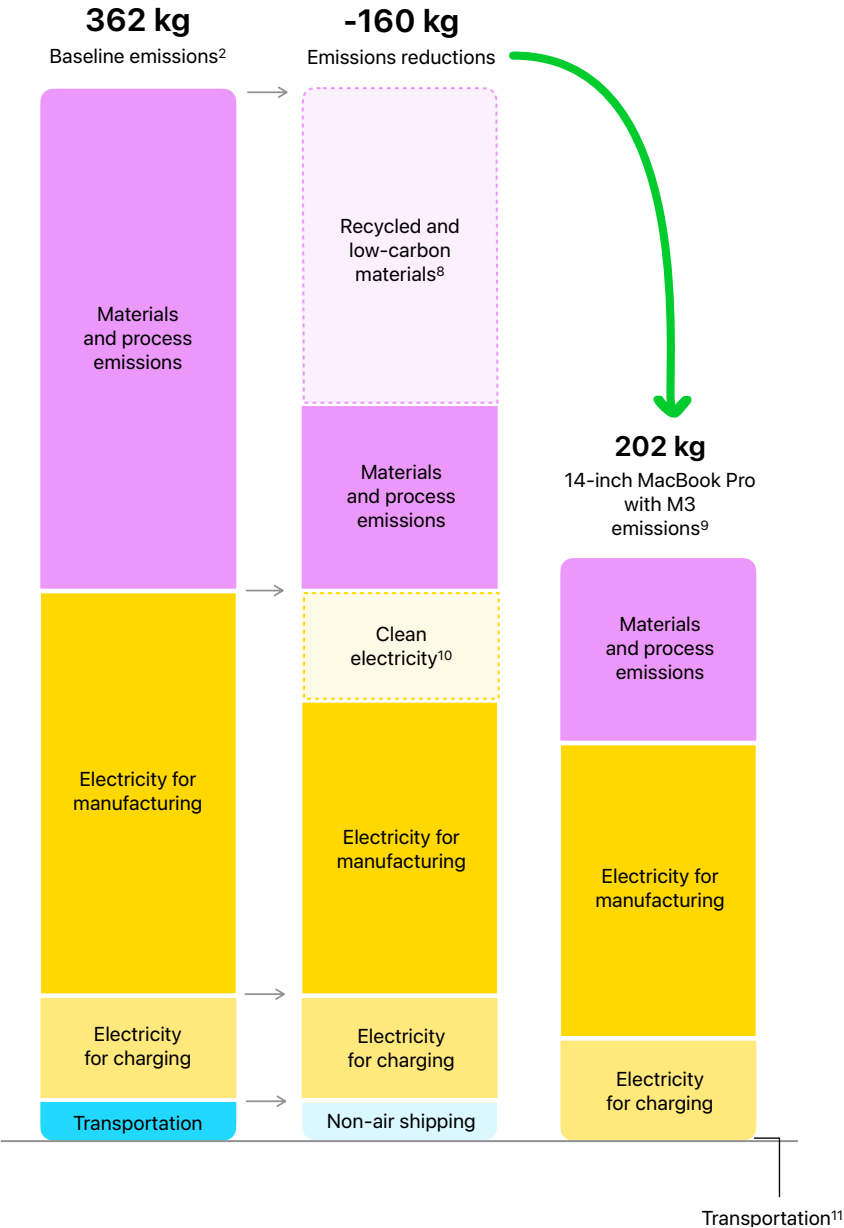 362 kg
Baseline emissions²
-160 kg
Emissions reductions
Materials
and process
emissions
Electricity for
manufacturing
Electricity
for charging
Transportation
Recycled and
low-carbon
materials⁸
Materials
and process
emissions
Clean
electricity¹⁰
Electricity for
manufacturing
Electricity
for charging
Non-air shipping
202 kg
14-inch MacBook Pro
with M3
emissions⁹
Materials
and process
emissions
Electricity for
manufacturing
Electricity
for charging
Transportation¹¹